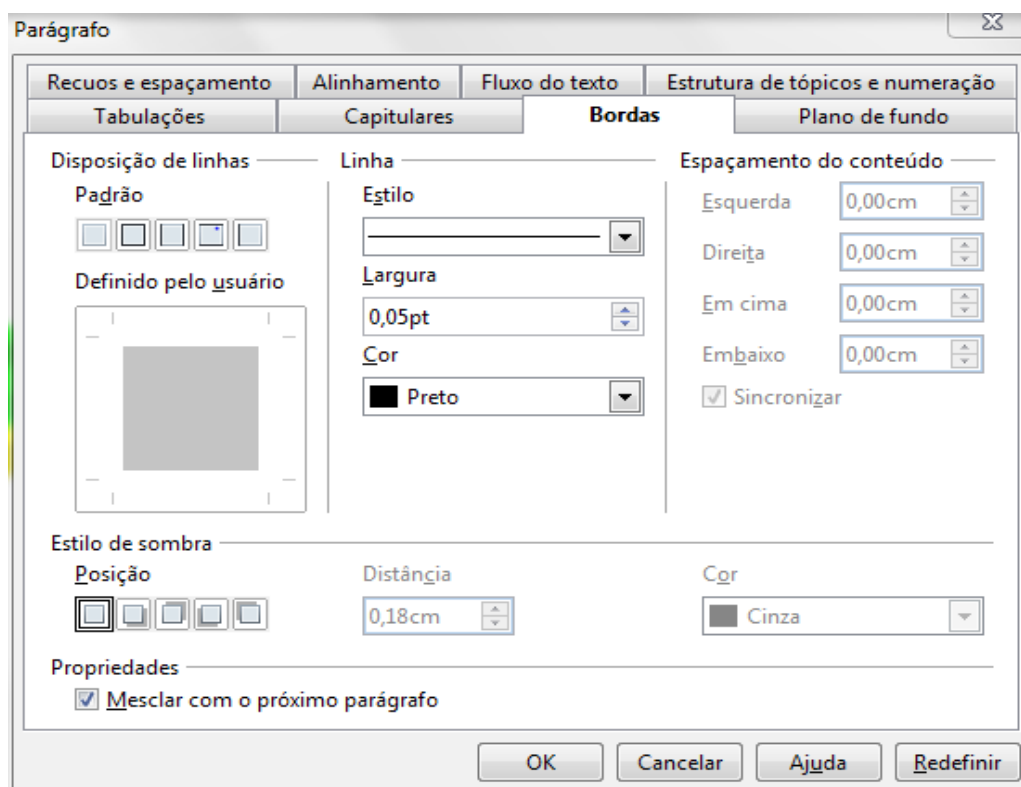 Parágrafo
Recuos e espaçamento Alinhamento Fluxo do texto Estrutura de tópicos e numeração
Tabulações Capitulares Bordas Plano de fundo
Disposição de linhas Linha Espaçamento do conteúdo
Padrão Estilo Esquerda 0,00cm
Direita 0,00cm
Definido pelo usuário Largura
0,05pt Em cima 0,00cm
Cor Embaixo 0,00cm
Preto Sincronizar
Estilo de sombra
Posição Distância Cor
0,18cm Cinza
Propriedades
Mesclar com o próximo parágrafo
OK Cancelar Ajuda Redefinir